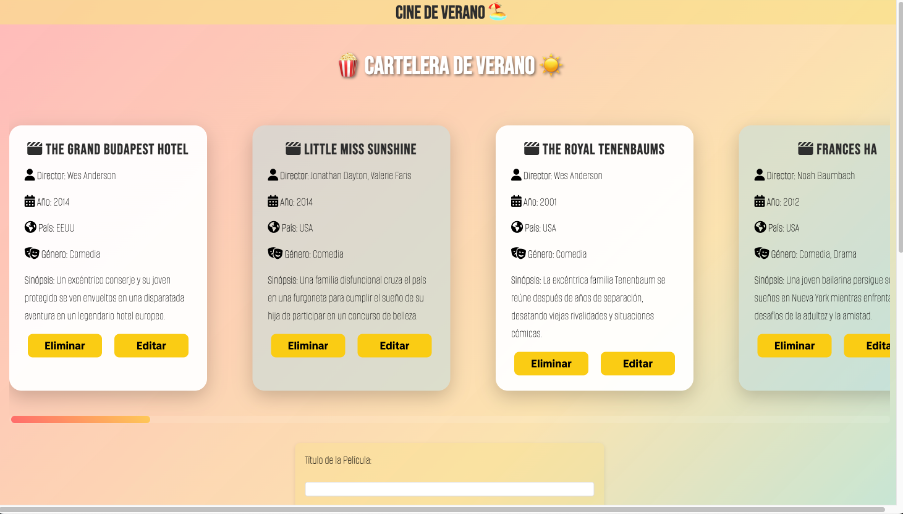 CINE DE VERANO
CARTELERA DE VERANO
THE GRAND BUDAPEST HOTEL
Director: Wes Anderson
Año: 2014
País: EEUU
Género: Comedia
Sinópsis: Un excéntrico conserje y su joven
protegido se ven envueltos en una disparatada
aventura en un legendario hotel europeo.
Eliminar
Editar
LITTLE MISS SUNSHINE
Director: Jonathan Dayton, Valerie Faris
Año: 2014
País: USA
Género: Comedia
Sinópsis: Una familia disfuncional cruza el país
en una furgoneta para cumplir el sueño de su
hija de participar en un concurso de belleza.
Eliminar
Editar
THE ROYAL TENENBAUMS
Director: Wes Anderson
Año: 2001
País: USA
Género: Comedia
Sinópsis: La excéntrica familia Tenenbaum se
reúne después de años de separación,
desatando viejas rivalidades y situaciones
cómicas.
Eliminar
Editar
FRANCES HA
Director: Noah Baumbach
Año: 2012
País: USA
Género: Comedia, Drama
Sinópsis: Una joven bailarina persigue s
sueños en Nueva York mientras enfrenta
desafíos de la adultez y la amistad.
Eliminar
Edita
Título de la Película: